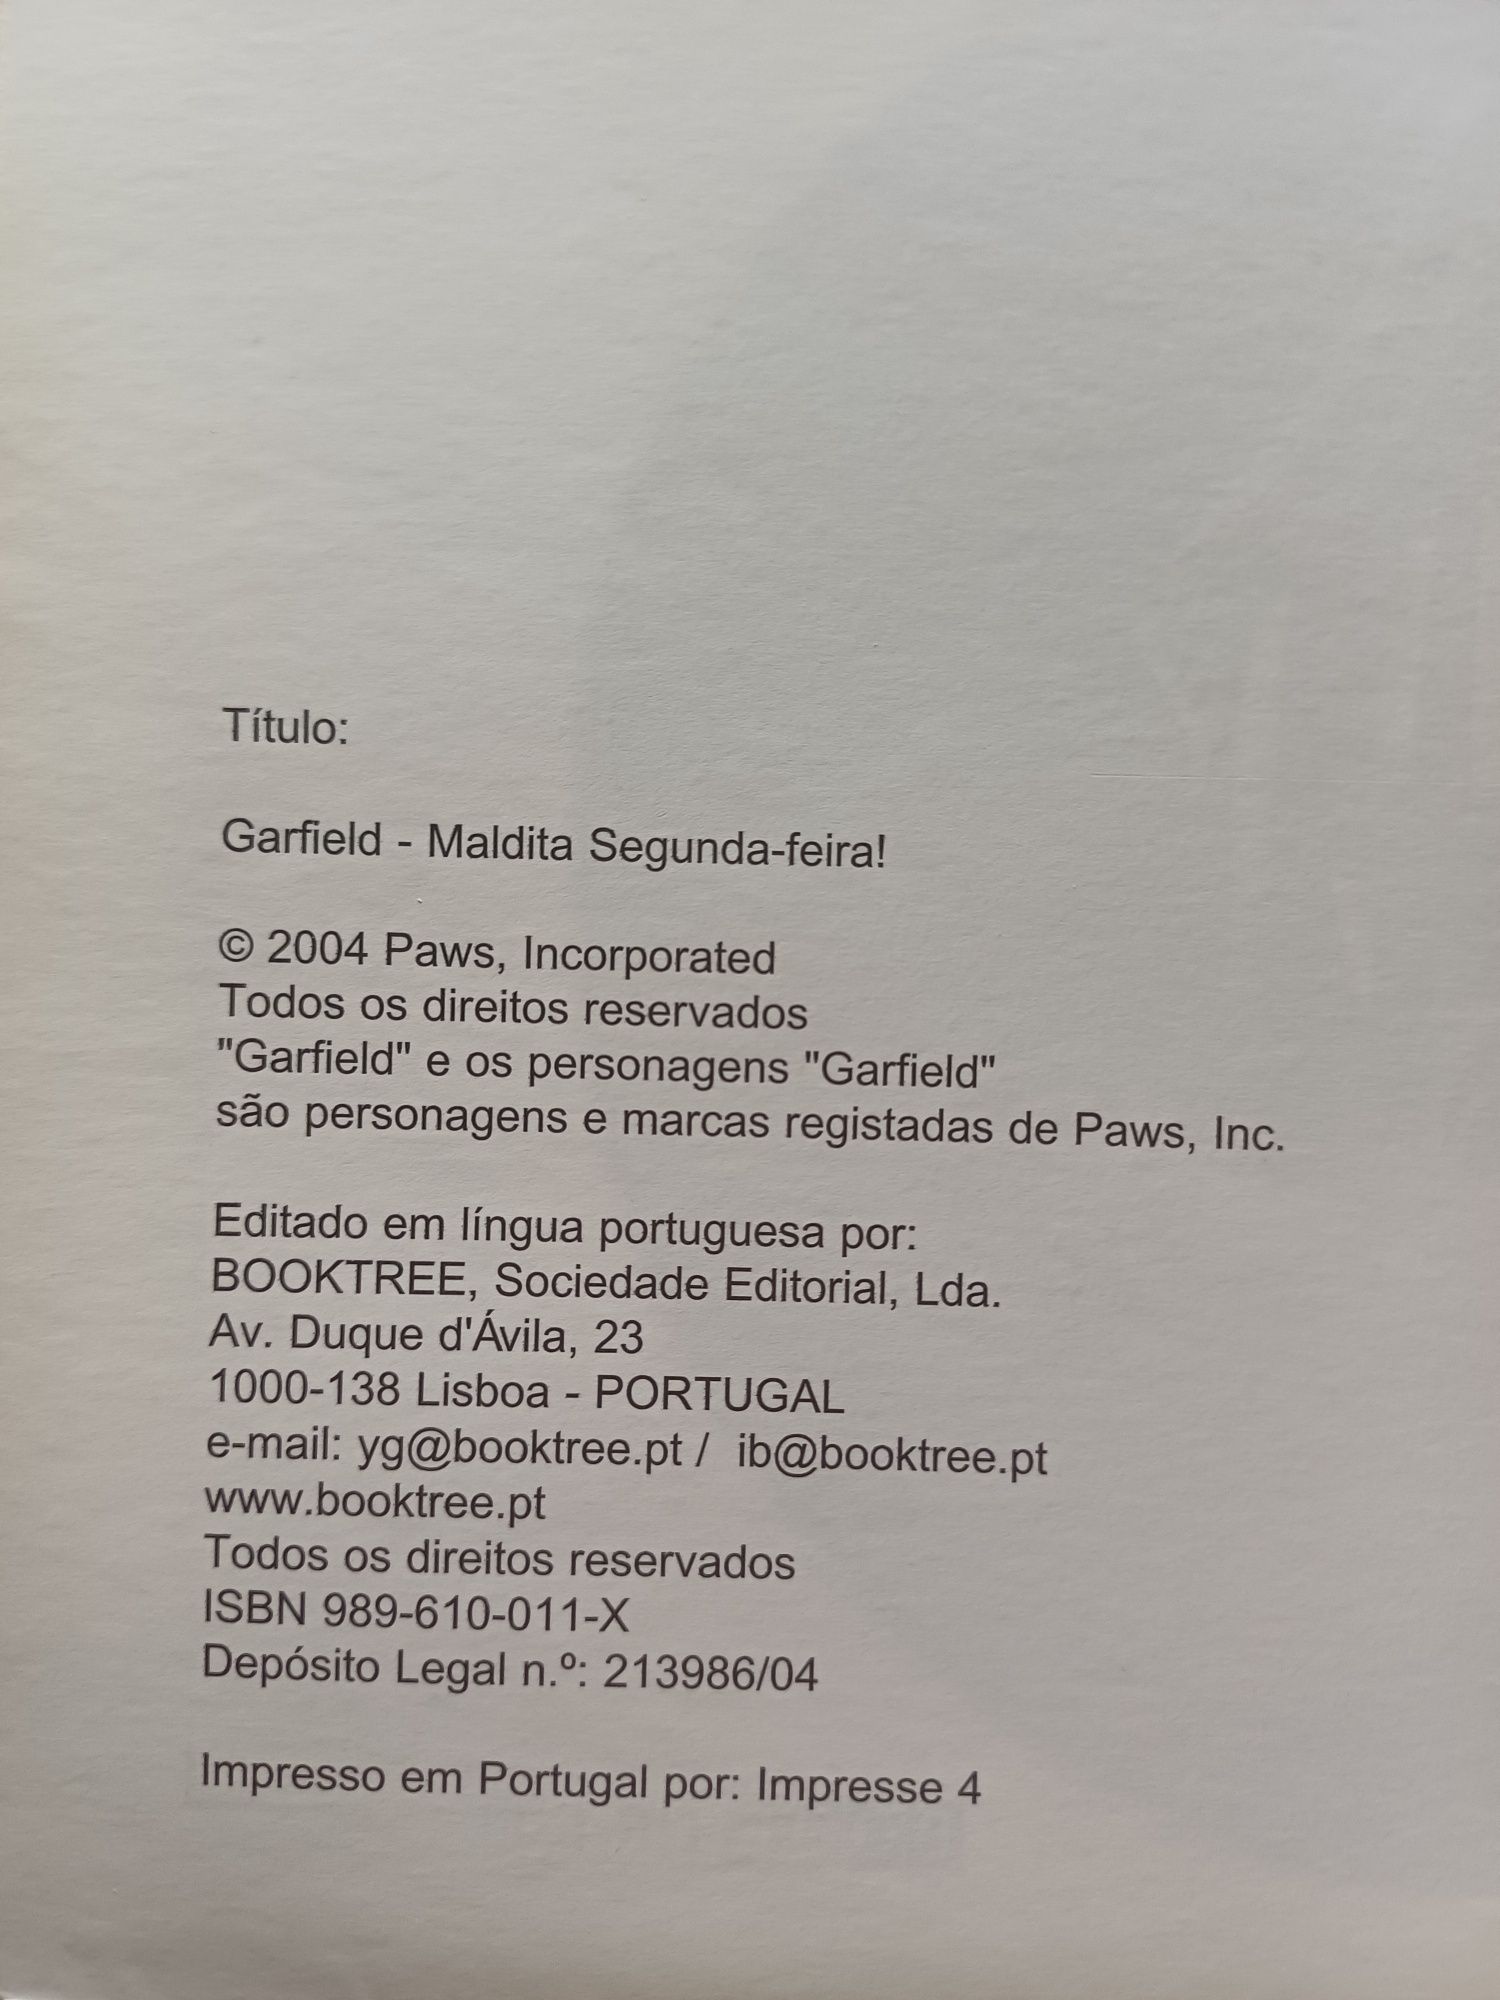 Título:
Garfield - Maldita Segunda-feira!
© 2004 Paws, Incorporated
Todos os direitos reservados
"Garfield" e os personagens "Garfield"
são personagens e marcas registadas de Paws, Inc.
Editado em língua portuguesa por:
BOOKTREE, Sociedade Editorial, Lda.
Av. Duque d'Ávila, 23
1000-138 Lisboa - PORTUGAL
e-mail: yg@booktree.pt /  ib@booktree.pt
www.booktree.pt
Todos os direitos reservados
ISBN 989-610-011-X
Depósito Legal n.º: 213986/04
Impresso em Portugal por: Impresse 4